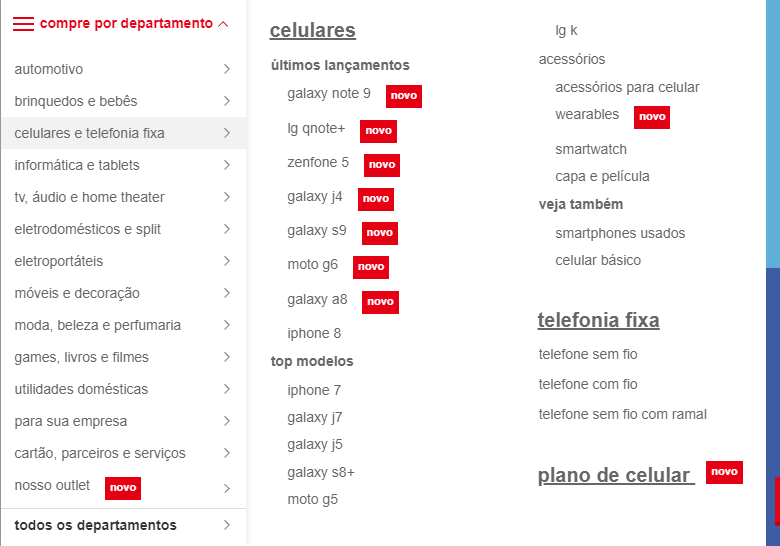 compre por departamento
automotivo
brinquedos e bebês
celulares e telefonia fixa
informática e tablets
tv, áudio e home theater
eletrodomésticos e split
eletroportáteis
móveis e decoração
moda, beleza e perfumaria
games, livros e filmes
utilidades domésticas
para sua empresa
cartão, parceiros e serviços
nosso outlet novo
todos os departamentos
celulares
últimos lançamentos
galaxy note 9 novo
lg qnote+ novo
zenfone 5 novo
galaxy j4 novo
galaxy s9 novo
moto g6 novo
galaxy a8 novo
iphone 8
top modelos
iphone 7
galaxy j7
galaxy j5
galaxy s8+
moto g5
lg k
acessórios
acessórios para celular
wearables novo
smartwatch
capa e película
veja também
smartphones usados
celular básico
telefonia fixa
telefone sem fio
telefone com fio
telefone sem fio com ramal
plano de celular novo